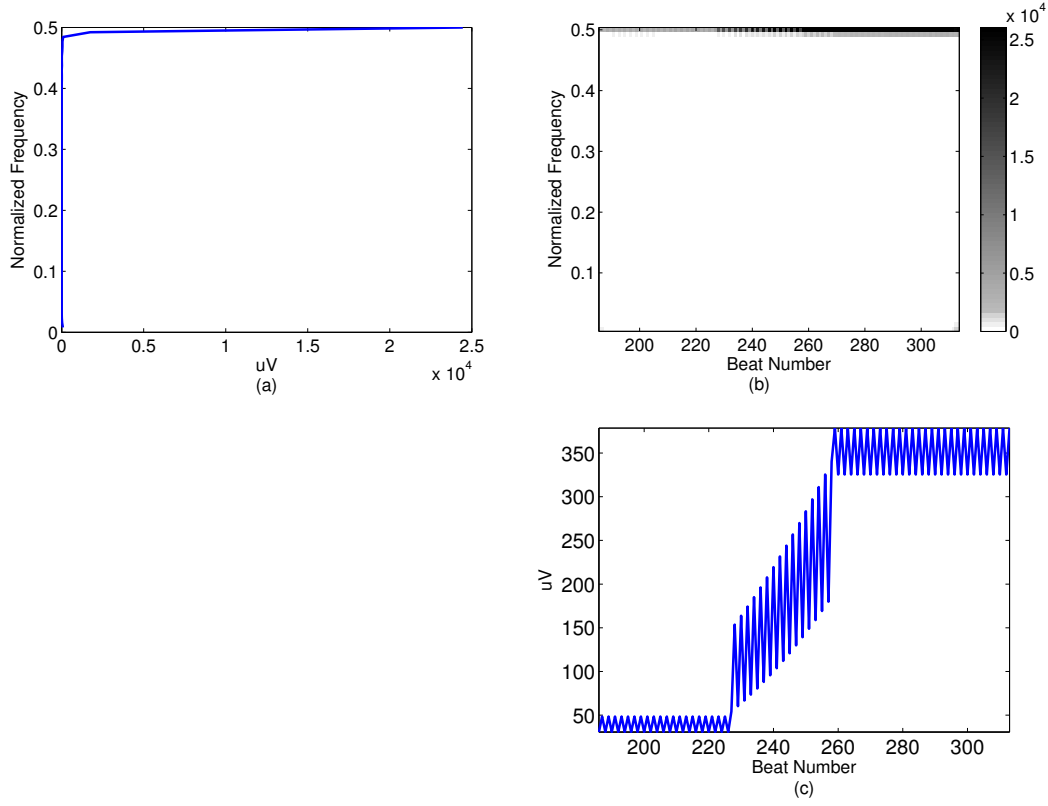 0.5
0.4
0.3
0.2
0.1
0
Normalized Frequency
0 0.5 1 1.5 2 2.5
x 10^4
uV
(a)
0.5
0.4
0.3
0.2
0.1
Normalized Frequency
200 220 240 260 280 300
Beat Number
(b)
x 10^4
2.5
2
1.5
1
0.5
0
350
300
250
200
150
100
50
uV
200 220 240 260 280 300
Beat Number
(c)